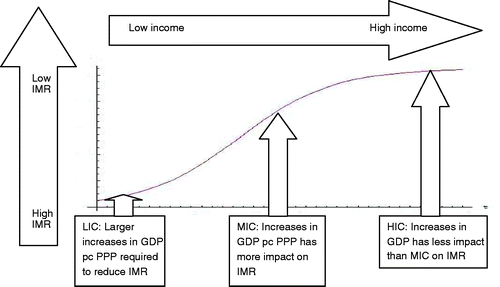 Low income
High income
Low
IMR
High
IMR
LIC: Larger
increases in GDP
pc PPP required
to reduce IMR
MIC: Increases in
GDP pc PPP has
more impact on
IMR
HIC: Increases in
GDP has less impact
than MIC on IMR